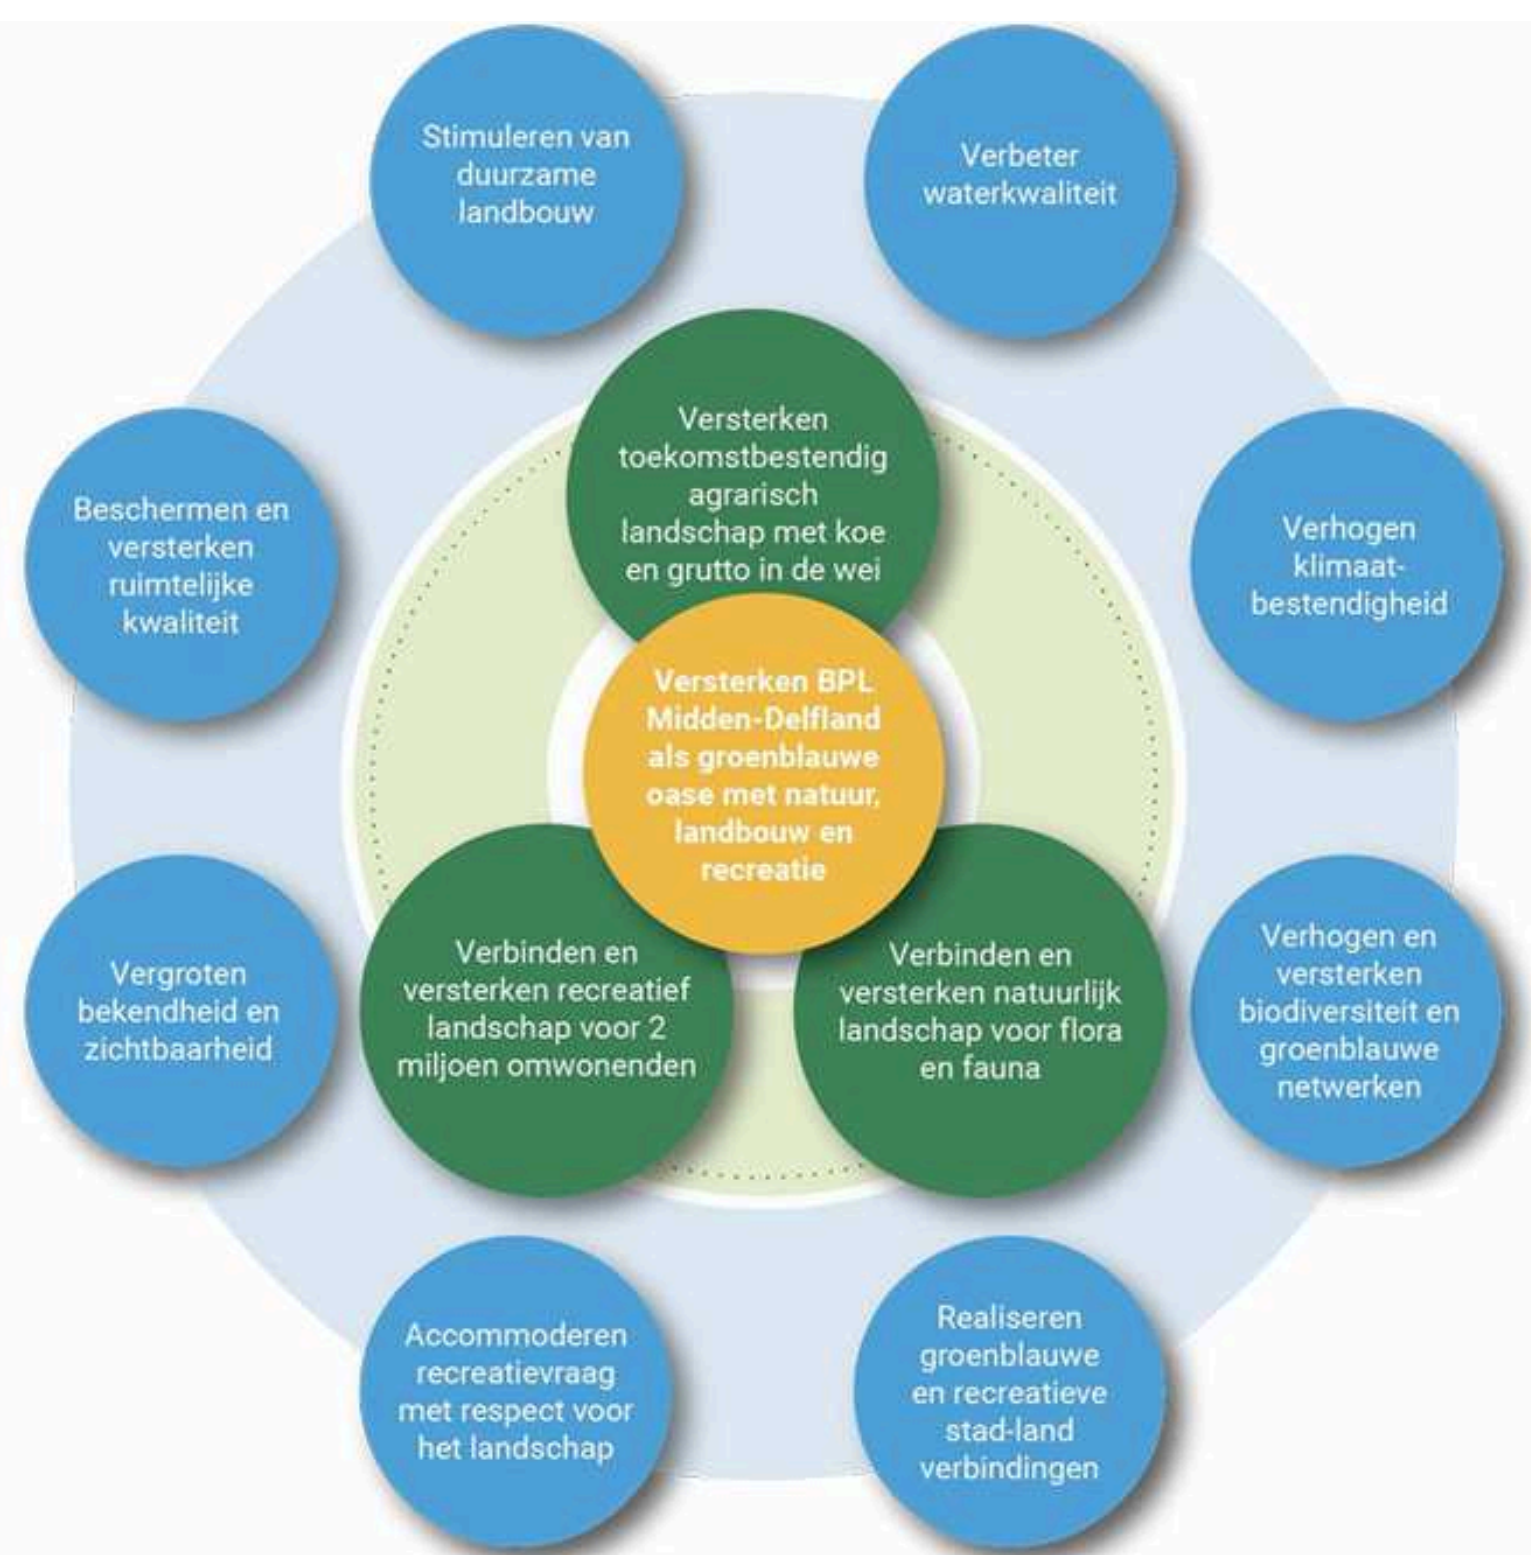 Stimuleren van
duurzame
landbouw
Verbeter
waterkwaliteit
Versterken
toekomstbestendig
agrarisch
landschap met koe
en grutto in de wei
Beschermen en
versterken
ruimtelijke
kwaliteit
Verhogen
klimaat-
bestendigheid
Versterken BPL
Midden-Delfland
als groenblauwe
oase met natuur,
landbouw en
recreatie
Vergroten
bekendheid en
zichtbaarheid
Verbinden en
versterken recreatief
landschap voor 2
miljoen omwonenden
Verbinden en
versterken natuurlijk
landschap voor flora
en fauna
Verhogen en
versterken
biodiversiteit en
groenblauwe
netwerken
Accommoderen
recreatievraag
met respect voor
het landschap
Realiseren
groenblauwe
en recreatieve
stad-land
verbindingen